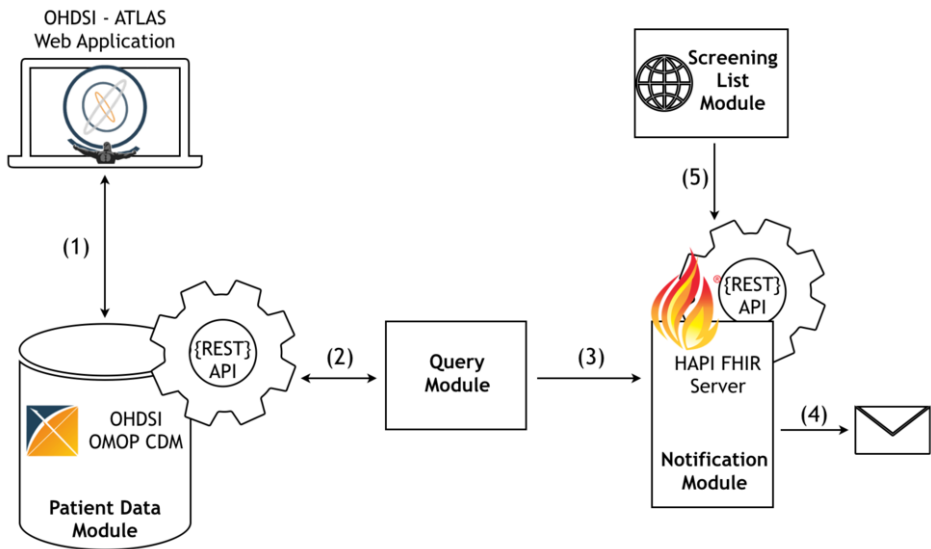 OHDSI - ATLAS
Web Application
Screening
List
Module
(5)
(1)
{REST}
API
{REST}
API
(2)
Query
Module
(3)
HAPI FHIR
Server
(4)
OHDSI
OMOP CDM
Notification
Module
Patient Data
Module
®